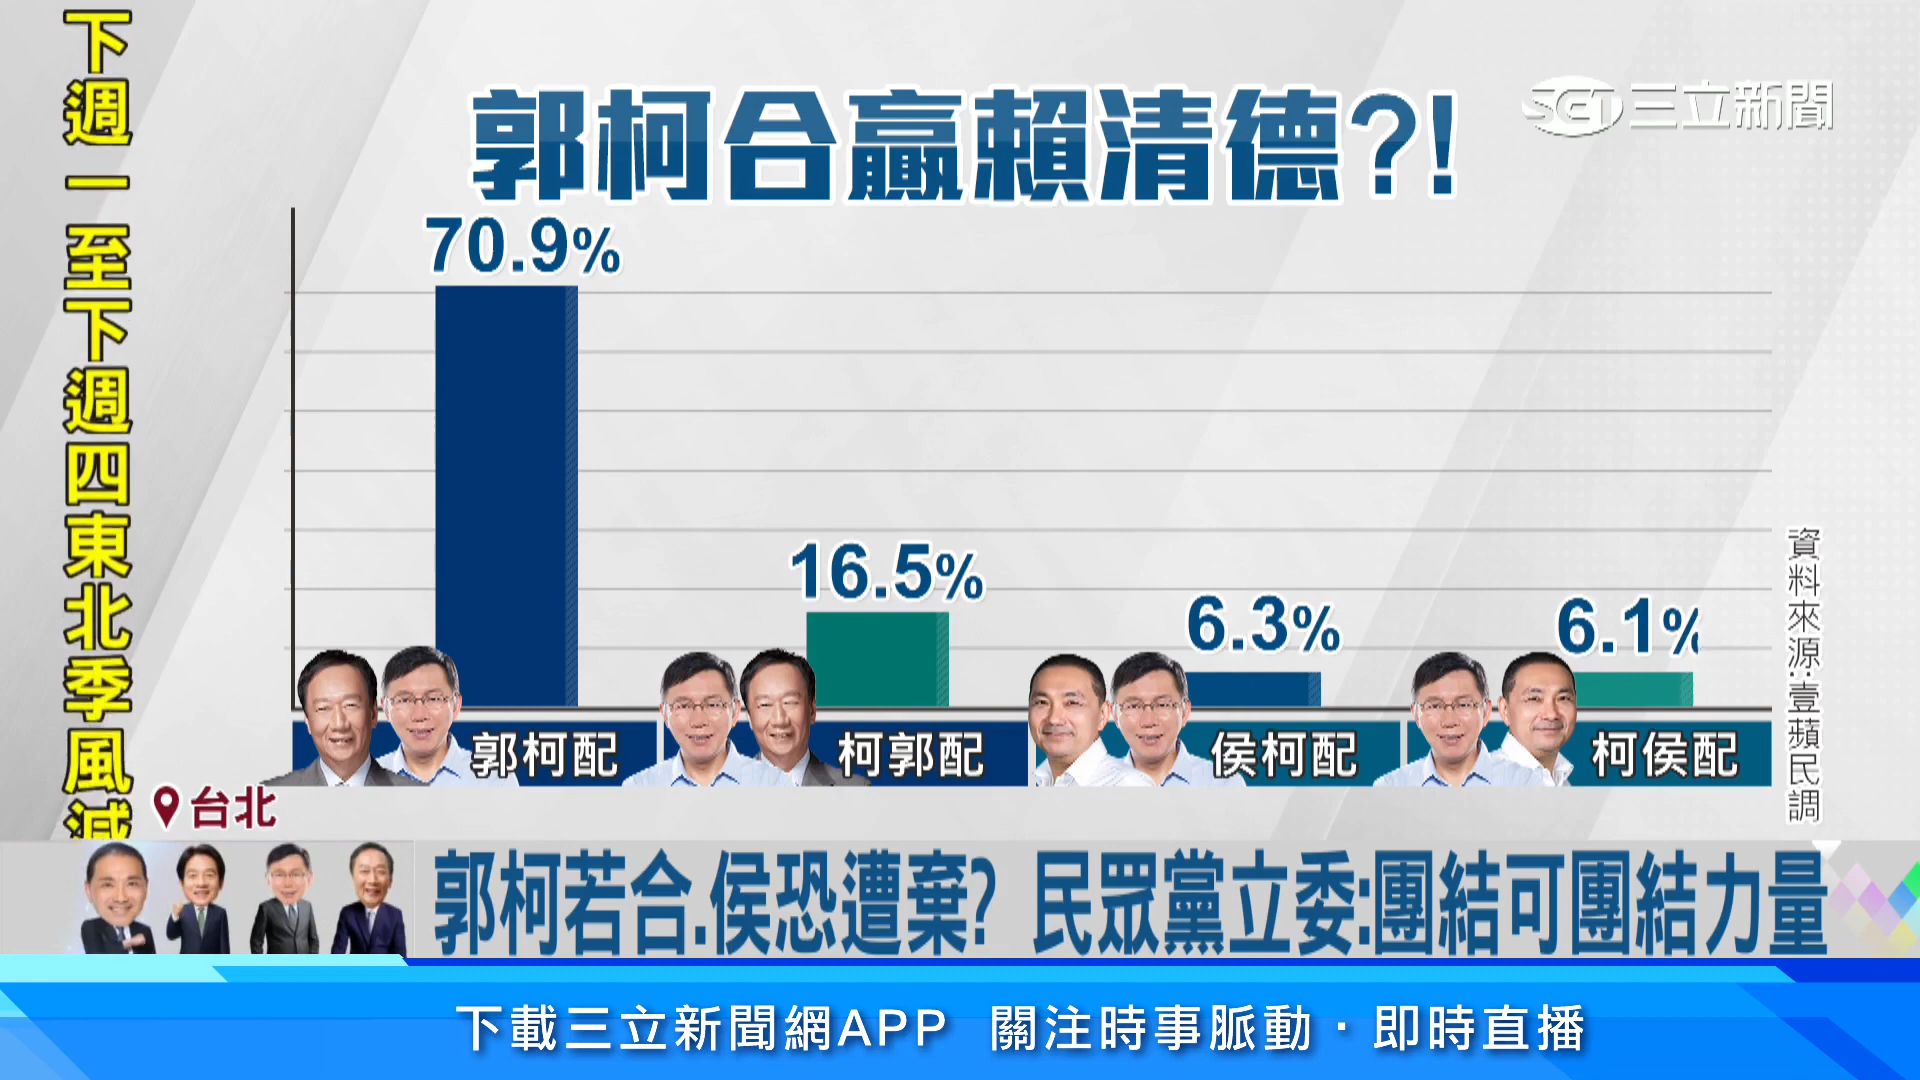 下週一至下週四東北季風減
郭柯合贏賴清德?!
SET三立新聞
70.9%
16.5%
6.3%
6.1%
郭柯配
柯郭配
侯柯配
柯侯配
資料來源:壹蘋民調
台北
郭柯若合.侯恐遭棄? 民眾黨立委:團結可團結力量
下載三立新聞網APP 關注時事脈動·即時直播